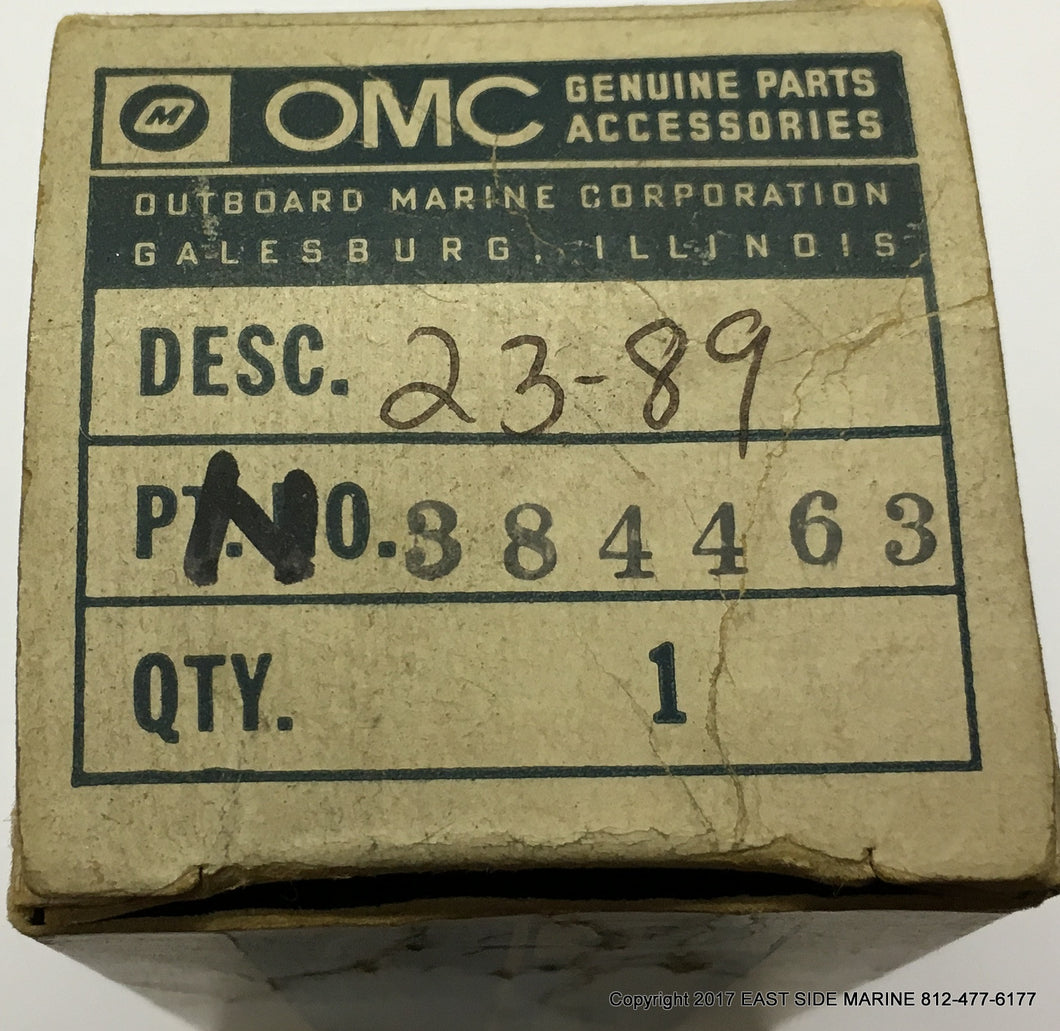 M OMC GENUINE PARTS
ACCESSORIES
OUTBOARD MARINE CORPORATION
GALESBURG, ILLINOIS
DESC. 23-89
PT. NO. 384463
N
QTY. 1
Copyright 2017 EAST SIDE MARINE 812-477-6177